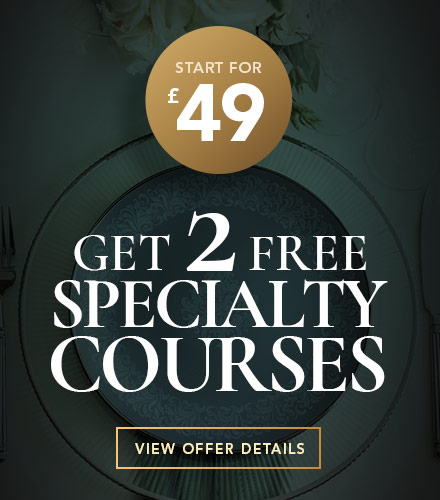 START FOR
£49
GET 2 FREE
SPECIALTY
COURSES
VIEW OFFER DETAILS